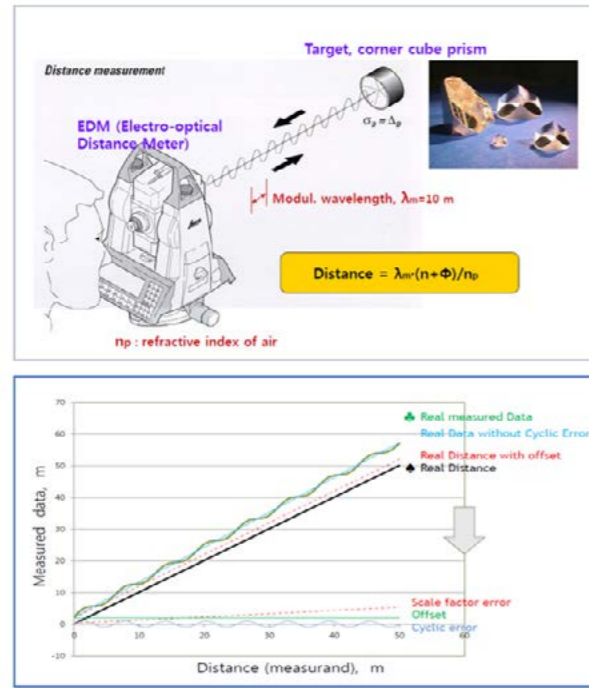 Target, corner cube prism
Distance measurement
EDM (Electro-optical
Distance Meter)
σg = Δg
Modul. wavelength, λm=10 m
Distance = λm·(n+Φ)/np
np : refractive index of air
70
60
50
40
30
20
10
0
-10
Measured data, m
0
10
20
30
40
50
60
Distance (measurand), m
♣ Real measured Data
Real Data without Cyclic Error
Real Distance with offset
♠ Real Distance
Scale factor error
Offset
Cyclic error